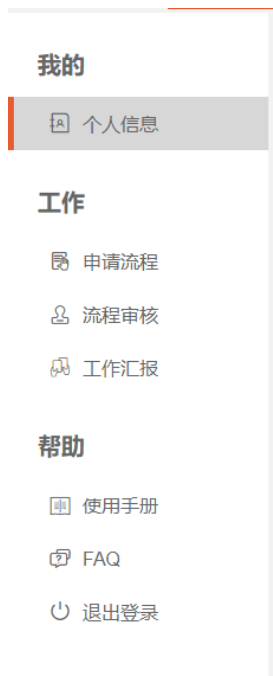 我的
个人信息
工作
申请流程
流程审核
工作汇报
帮助
使用手册
FAQ
退出登录